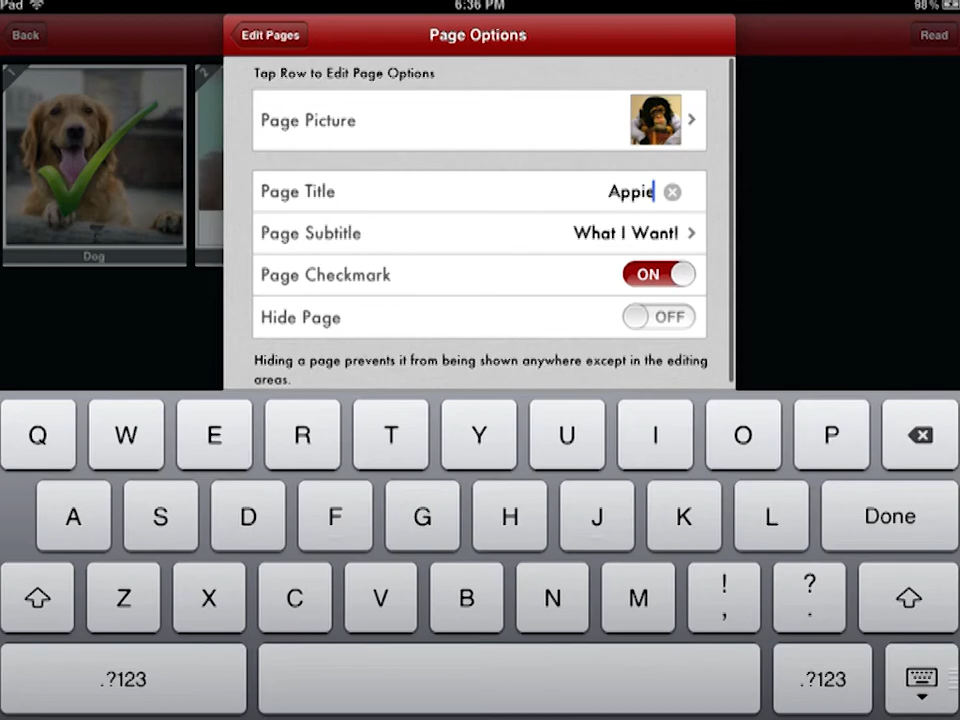 Pad 6:36 PM 98%
Back Edit Pages Page Options Read
Tap Row to Edit Page Options
1 2
Page Picture
Page Title Appie
Page Subtitle What I Want!
Dog
Page Checkmark ON
Hide Page OFF
Hiding a page prevents it from being shown anywhere except in the editing
areas.
Q W E R T Y U I O P
A S D F G H J K L Done
Z X C V B N M ! , ? .
.?123 .?123